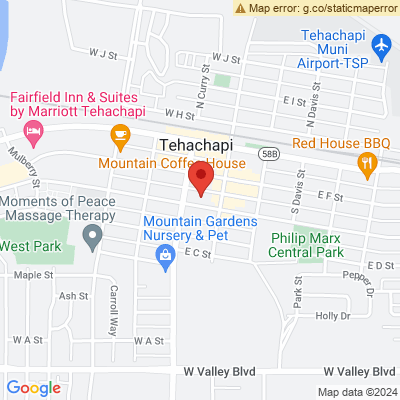 Map error: g.co/staticmaperror
W J St
W J St
Tehachapi
Muni
Airport-TSP
N Curry St
E I St
N Davis St
Fairfield Inn & Suites
by Marriott Tehachapi
W H St
Tehachapi
58B
Red House BBQ
Mountain Coffee House
Mulberry St
S Davis St
E F St
Moments of Peace
Massage Therapy
Mountain Gardens
Nursery & Pet
West Park
Philip Marx
Central Park
E C St
E D St
Maple St
Pepper Dr
Ash St
Carroll Way
Park St
Holly Dr
W A St
W A St
W Valley Blvd
W Valley Blvd
Google
Map data ©2024